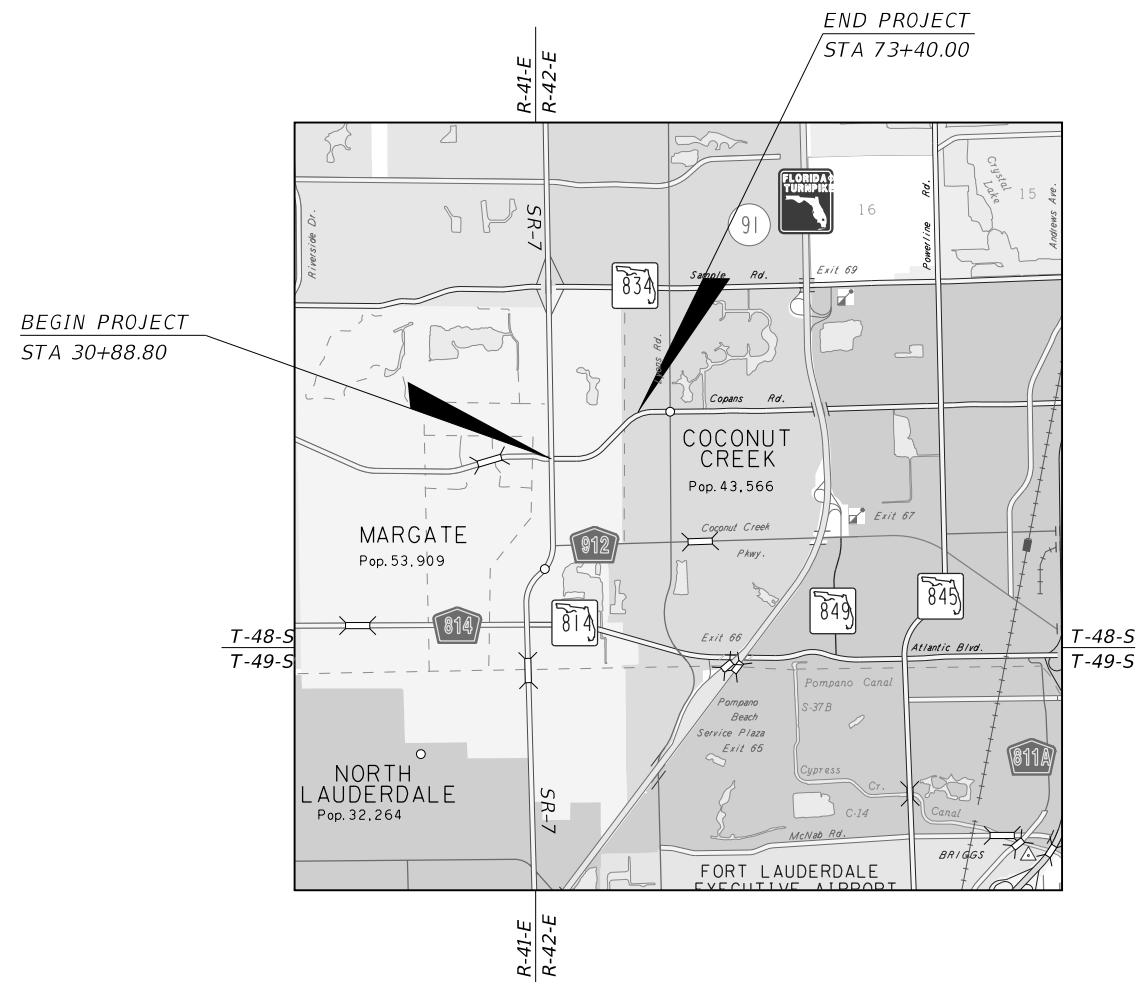 END PROJECT
STA 73+40.00
R-41-E
R-42-E
Crystal
Lake
15
16
FLORIDA'S
TURNPIKE
91
Riverside Dr.
SR-7
Powerline Rd.
Andrews Ave.
834
Sample Rd.
Exit 69
BEGIN PROJECT
STA 30+88.80
Lyons Rd.
Copans Rd.
COCONUT
CREEK
Pop. 43,566
Exit 67
MARGATE
Pop. 53,909
912
Coconut Creek
Pkwy.
814
814
849
845
T-48-S
T-49-S
Exit 66
Atlantic Blvd.
T-48-S
T-49-S
Pompano Canal
S-37B
Pompano
Beach
Service Plaza
Exit 65
811A
NORTH
LAUDERDALE
Pop. 32,264
SR-7
Cypress
Cr.
C-14
Canal
McNab Rd.
BRIGGS
FORT LAUDERDALE
EXECUTIVE AIRPORT
R-41-E
R-42-E